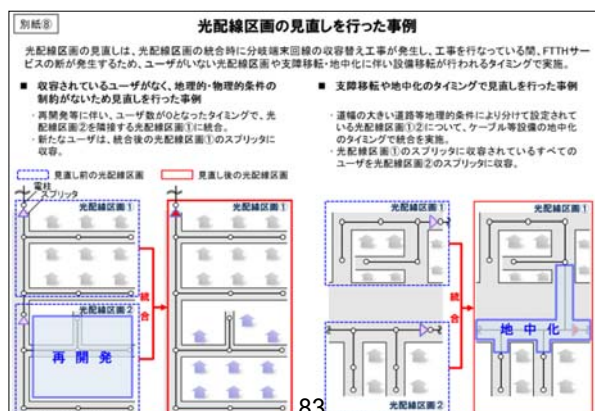 別紙⑧
光配線区画の見直しを行った事例
光配線区画の見直しは、光配線区画の統合時に分岐端末回線の収容替え工事が発生し、工事を行なっている間、FTTHサー
ビスの断が発生するため、ユーザがいない光配線区画や支障移転・地中化に伴い設備移転が行われるタイミングで実施。
■ 収容されているユーザがなく、地理的・物理的条件の
制約がないため見直しを行った事例
・再開発等に伴い、ユーザ数が0となったタイミングで、光
配線区画②を隣接する光配線区画①に統合。
・新たなユーザは、統合後の光配線区画①のスプリッタに
収容。
■ 支障移転や地中化のタイミングで見直しを行った事例
・道幅の大きい道路等地理的条件により分けて設定されて
いる光配線区画①②について、ケーブル等設備の地中化
のタイミングで統合を実施。
・光配線区画①のスプリッタに収容されているすべての
ユーザを光配線区画②のスプリッタに収容。
見直し前の光配線区画
見直し後の光配線区画
電柱
スプリッタ
光配線区画1
光配線区画2
再開発
統合
光配線区画1
光配線区画1
光配線区画2
統合
光配線区画1
地中化
83